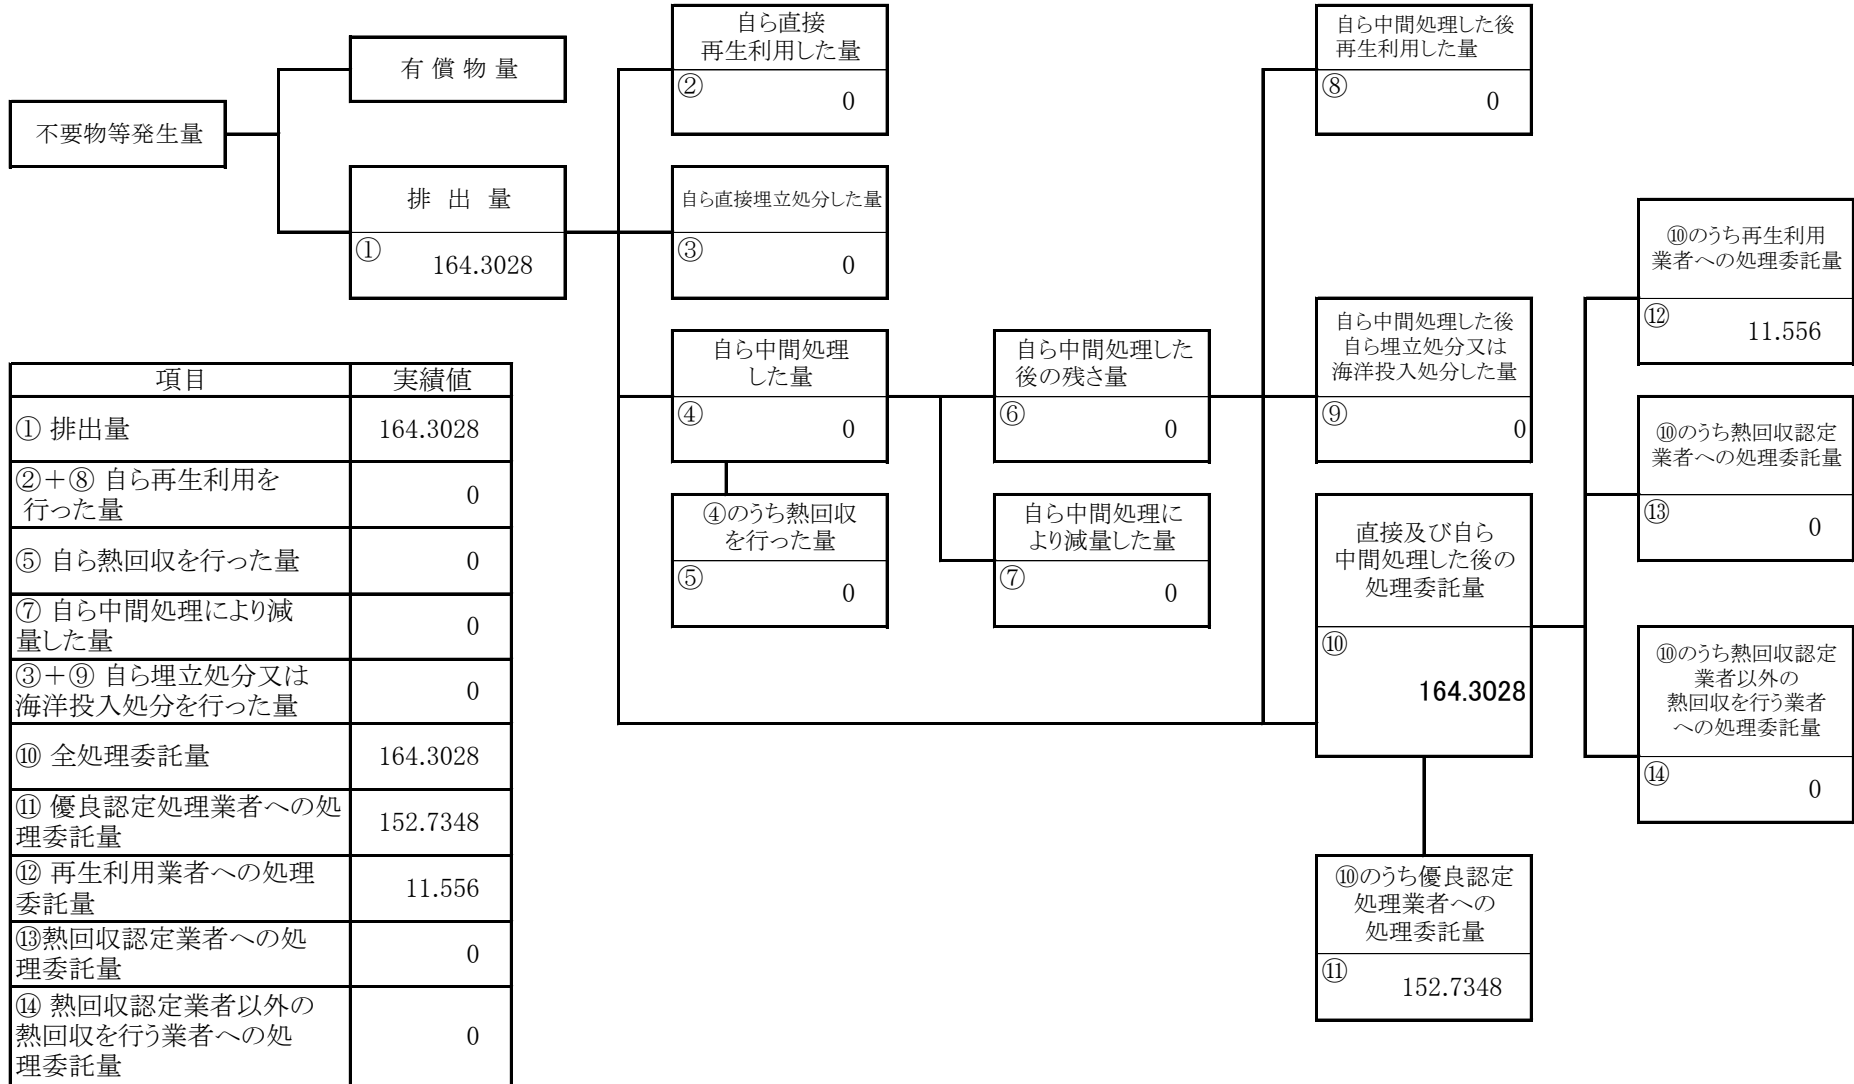 不要物等発生量
有 償 物 量
排 出 量
①
164.3028
自ら直接
再生利用した量
②
0
自ら直接埋立処分した量
③
0
自ら中間処理
した量
④
0
④のうち熱回収
を行った量
⑤
0
自ら中間処理した
後の残さ量
⑥
0
自ら中間処理に
より減量した量
⑦
0
自ら中間処理した後
再生利用した量
⑧
0
自ら中間処理した後
自ら埋立処分又は
海洋投入処分した量
⑨
0
直接及び自ら
中間処理した後の
処理委託量
⑩
164.3028
⑩のうち優良認定
処理業者への
処理委託量
⑪
152.7348
⑩のうち再生利用
業者への処理委託量
⑫
11.556
⑩のうち熱回収認定
業者への処理委託量
⑬
0
⑩のうち熱回収認定
業者以外の
熱回収を行う業者
への処理委託量
⑭
0
項目 実績値
① 排出量 164.3028
②＋⑧ 自ら再生利用を
行った量 0
⑤ 自ら熱回収を行った量 0
⑦ 自ら中間処理により減
量した量 0
③＋⑨ 自ら埋立処分又は
海洋投入処分を行った量 0
⑩ 全処理委託量 164.3028
⑪ 優良認定処理業者への処
理委託量 152.7348
⑫ 再生利用業者への処理
委託量 11.556
⑬熱回収認定業者への処
理委託量 0
⑭ 熱回収認定業者以外の
熱回収を行う業者への処
理委託量 0